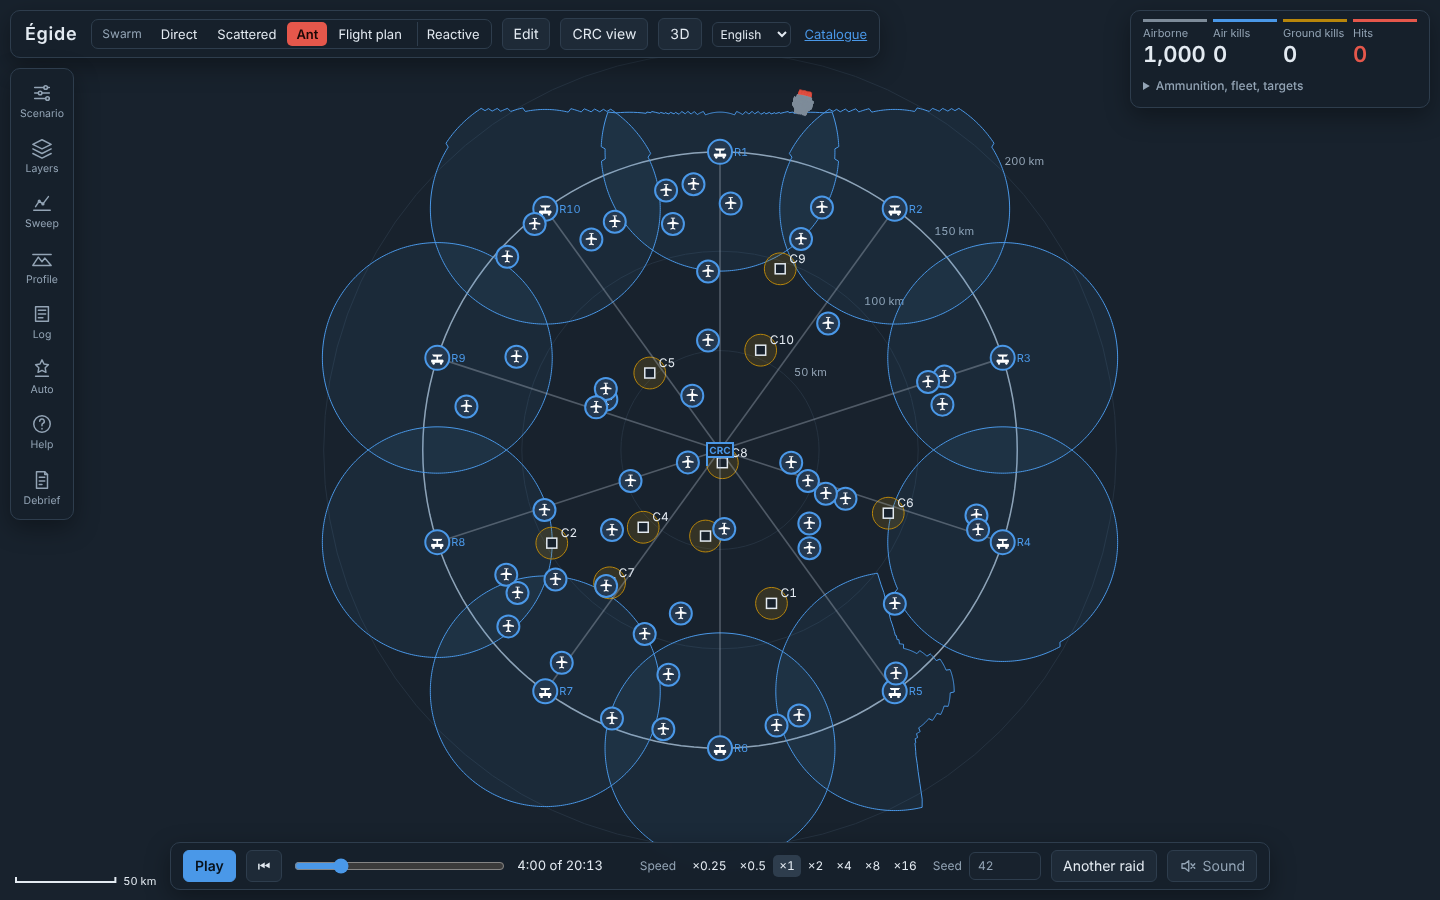 Égide
Swarm Direct Scattered Ant Flight plan Reactive
Edit
CRC view
3D
English
Catalogue
Airborne Air kills Ground kills Hits
1,000 0 0 0
Ammunition, fleet, targets
Scenario
Layers
Sweep
Profile
Log
Auto
Help
Debrief
200 km
150 km
100 km
50 km
R1
R2
R3
R4
R5
R6
R7
R8
R9
R10
C9
C10
C5
CRC
C8
C6
C4
C2
C7
C1
50 km
Play
4:00 of 20:13
Speed ×0.25 ×0.5 ×1 ×2 ×4 ×8 ×16
Seed 42
Another raid
Sound